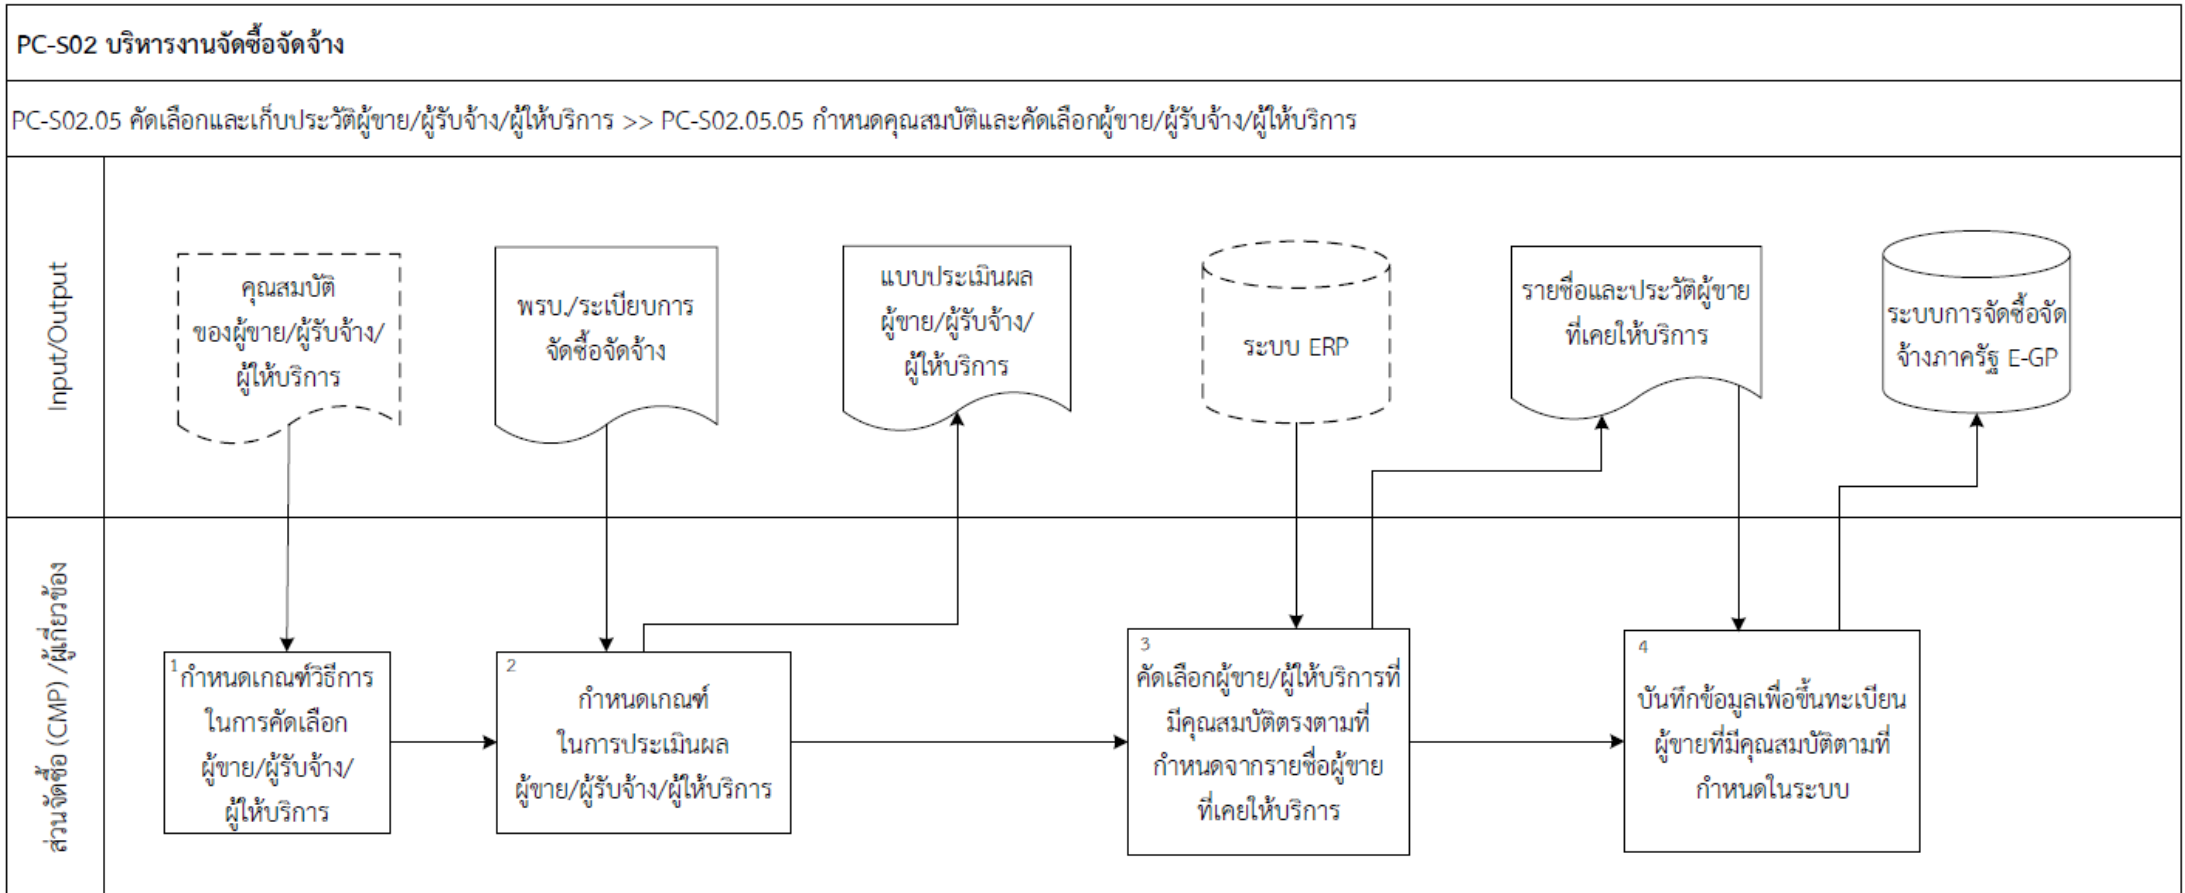 PC-S02 บริหารงานจัดซื้อจัดจ้าง
PC-S02.05 คัดเลือกและเก็บประวัติผู้ขาย/ผู้รับจ้าง/ผู้ให้บริการ >> PC-S02.05.05 กำหนดคุณสมบัติและคัดเลือกผู้ขาย/ผู้รับจ้าง/ผู้ให้บริการ
Input/Output
คุณสมบัติ
ของผู้ขาย/ผู้รับจ้าง/
ผู้ให้บริการ
พรบ./ระเบียบการ
จัดซื้อจัดจ้าง
แบบประเมินผล
ผู้ขาย/ผู้รับจ้าง/
ผู้ให้บริการ
ระบบ ERP
รายชื่อและประวัติผู้ขาย
ที่เคยให้บริการ
ระบบการจัดซื้อจัด
จ้างภาครัฐ E-GP
ส่วนจัดซื้อ (CMP) /ผู้เกี่ยวข้อง
1
กำหนดเกณฑ์วิธีการ
ในการคัดเลือก
ผู้ขาย/ผู้รับจ้าง/
ผู้ให้บริการ
2
กำหนดเกณฑ์
ในการประเมินผล
ผู้ขาย/ผู้รับจ้าง/ผู้ให้บริการ
3
คัดเลือกผู้ขาย/ผู้ให้บริการที่
มีคุณสมบัติตรงตามที่
กำหนดจากรายชื่อผู้ขาย
ที่เคยให้บริการ
4
บันทึกข้อมูลเพื่อขึ้นทะเบียน
ผู้ขายที่มีคุณสมบัติตามที่
กำหนดในระบบ